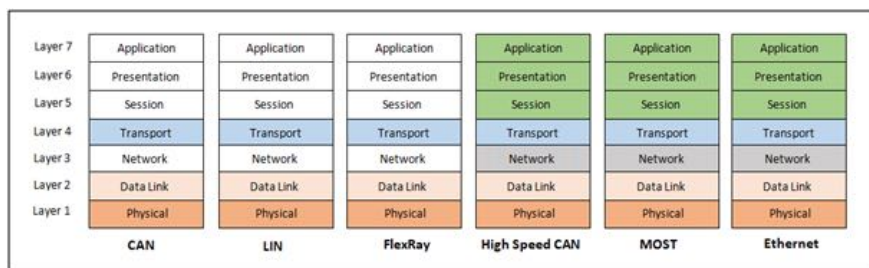 Layer 7 Application Application Application Application Application Application
Layer 6 Presentation Presentation Presentation Presentation Presentation Presentation
Layer 5 Session Session Session Session Session Session
Layer 4 Transport Transport Transport Transport Transport Transport
Layer 3 Network Network Network Network Network Network
Layer 2 Data Link Data Link Data Link Data Link Data Link Data Link
Layer 1 Physical Physical Physical Physical Physical Physical
CAN LIN FlexRay High Speed CAN MOST Ethernet